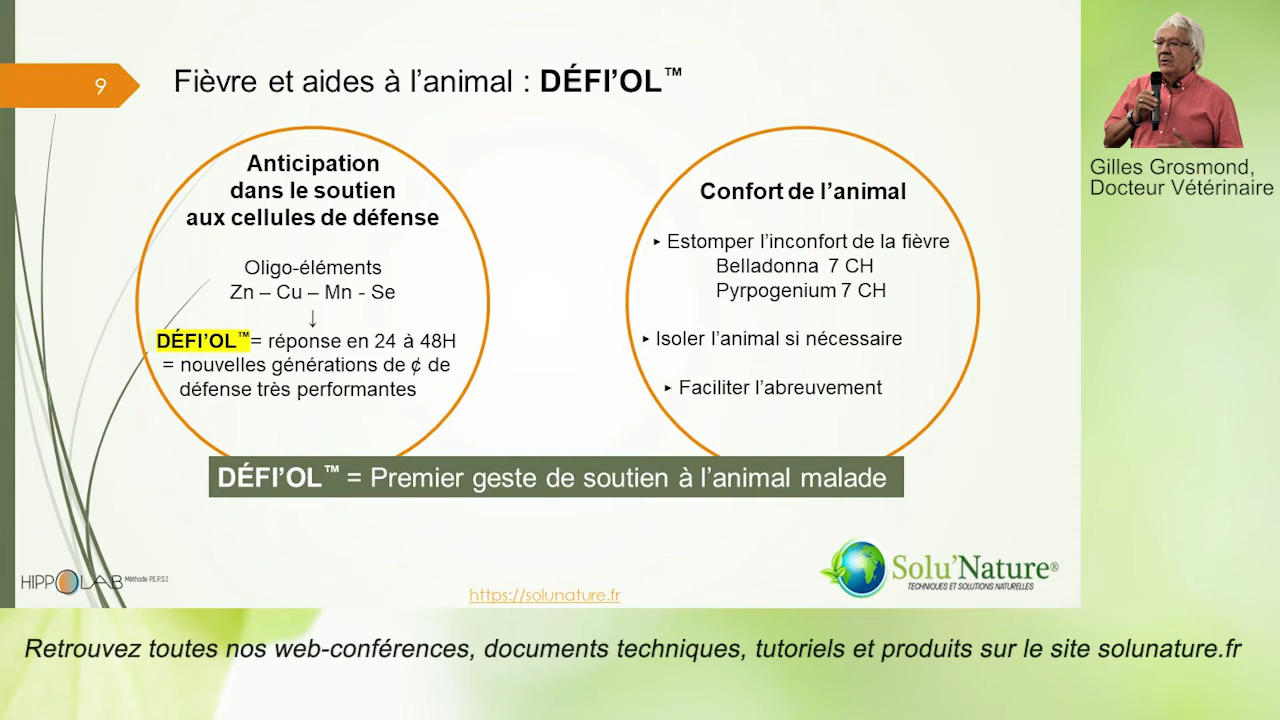 9
Fièvre et aides à l’animal : DÉFI’OL™
Anticipation
dans le soutien
aux cellules de défense
Oligo-éléments
Zn – Cu – Mn - Se
↓
DÉFI’OL™= réponse en 24 à 48H
= nouvelles générations de ¢ de
défense très performantes
Confort de l’animal
▸ Estomper l’inconfort de la fièvre
Belladonna 7 CH
Pyrpogenium 7 CH
▸ Isoler l’animal si nécessaire
▸ Faciliter l’abreuvement
DÉFI’OL™ = Premier geste de soutien à l’animal malade
HIPPOLAB Méthode P.E.P.S.S
https://solunature.fr
Solu’Nature®
TECHNIQUES ET SOLUTIONS NATURELLES
Gilles Grosmond,
Docteur Vétérinaire
Retrouvez toutes nos web-conférences, documents techniques, tutoriels et produits sur le site solunature.fr